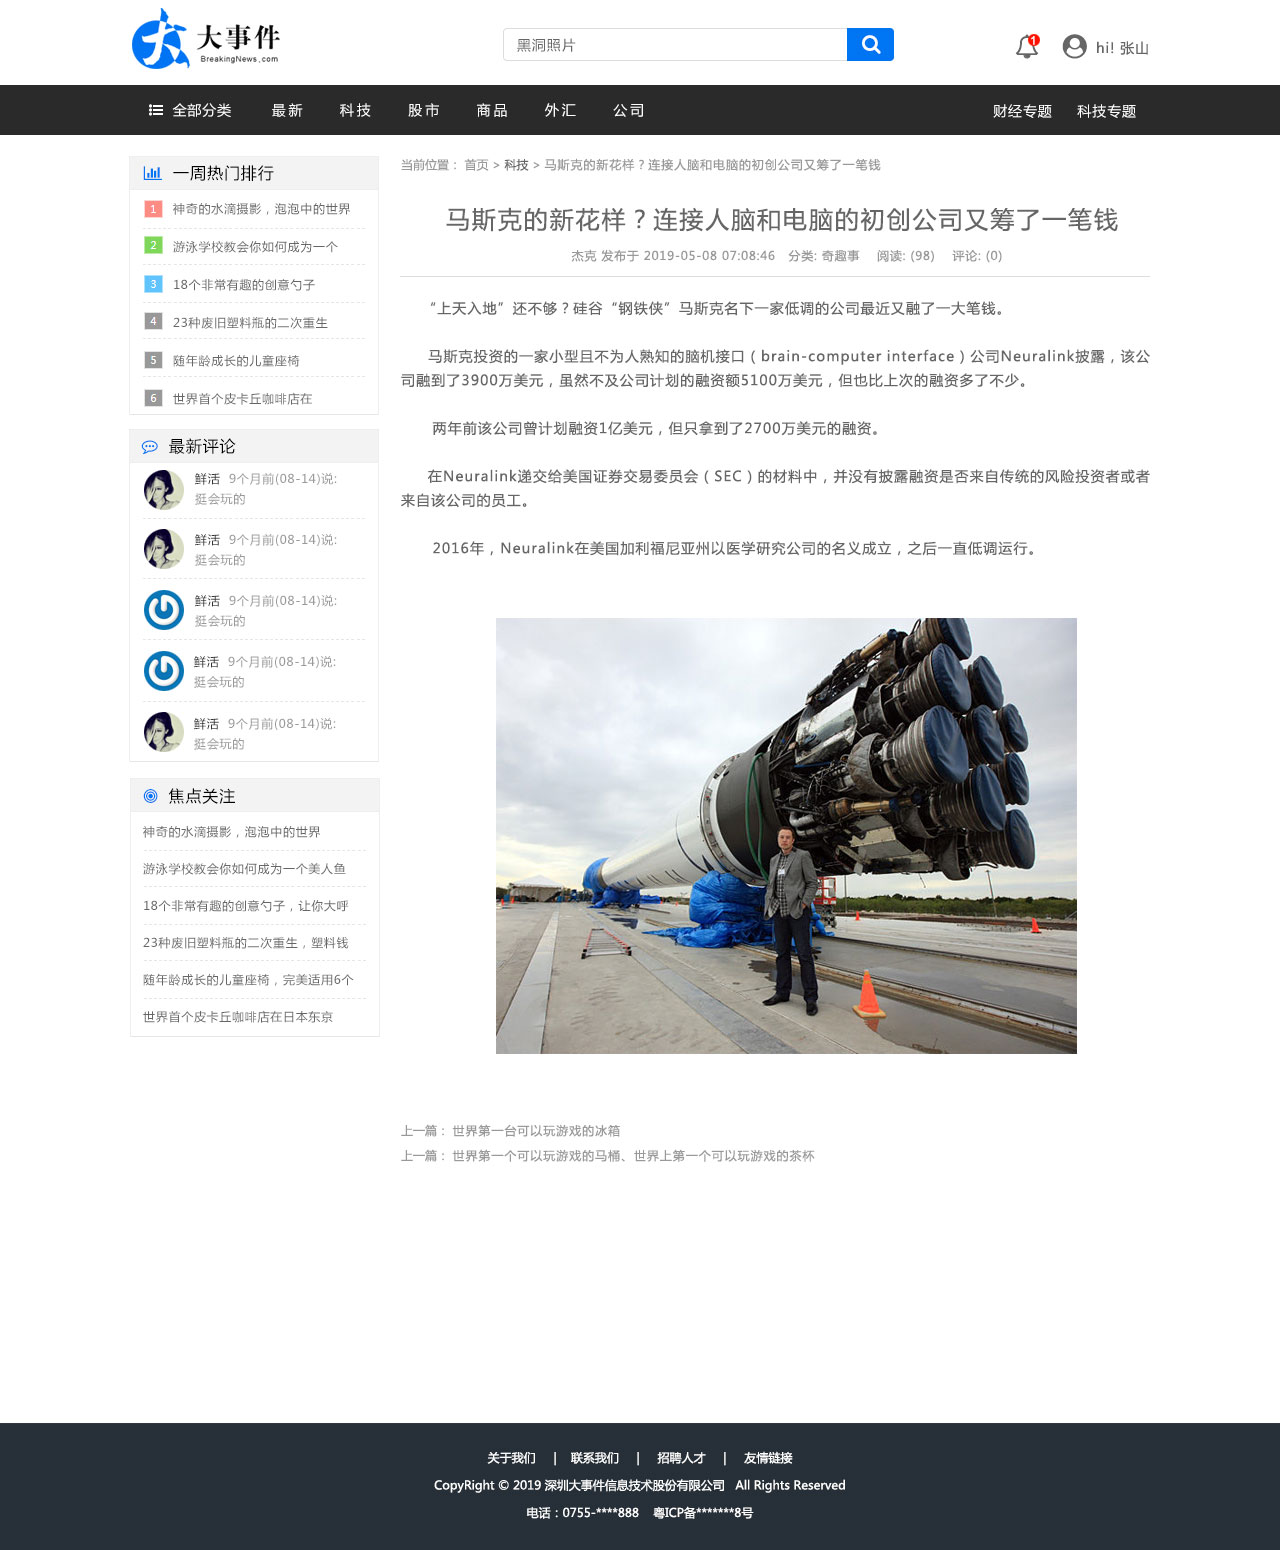 大事件
BreakingNews,com
黑洞照片
1
hi! 张山
全部分类 最新 科技 股市 商品 外汇 公司 财经专题 科技专题
一周热门排行
1 神奇的水滴摄影，泡泡中的世界
2 游泳学校教会你如何成为一个
3 18个非常有趣的创意勺子
4 23种废旧塑料瓶的二次重生
5 随年龄成长的儿童座椅
6 世界首个皮卡丘咖啡店在
最新评论
鲜活 9个月前(08-14)说:
挺会玩的
鲜活 9个月前(08-14)说:
挺会玩的
鲜活 9个月前(08-14)说:
挺会玩的
鲜活 9个月前(08-14)说:
挺会玩的
鲜活 9个月前(08-14)说:
挺会玩的
焦点关注
神奇的水滴摄影，泡泡中的世界
游泳学校教会你如何成为一个美人鱼
18个非常有趣的创意勺子，让你大呼
23种废旧塑料瓶的二次重生，塑料钱
随年龄成长的儿童座椅，完美适用6个
世界首个皮卡丘咖啡店在日本东京
当前位置： 首页 > 科技 > 马斯克的新花样？连接人脑和电脑的初创公司又筹了一笔钱
马斯克的新花样？连接人脑和电脑的初创公司又筹了一笔钱
杰克 发布于 2019-05-08 07:08:46 分类: 奇趣事 阅读: (98) 评论: (0)
“上天入地”还不够？硅谷“钢铁侠”马斯克名下一家低调的公司最近又融了一大笔钱。
马斯克投资的一家小型且不为人熟知的脑机接口（brain-computer interface）公司Neuralink披露，该公
司融到了3900万美元，虽然不及公司计划的融资额5100万美元，但也比上次的融资多了不少。
两年前该公司曾计划融资1亿美元，但只拿到了2700万美元的融资。
在Neuralink递交给美国证券交易委员会（SEC）的材料中，并没有披露融资是否来自传统的风险投资者或者
来自该公司的员工。
2016年，Neuralink在美国加利福尼亚州以医学研究公司的名义成立，之后一直低调运行。
上一篇： 世界第一台可以玩游戏的冰箱
上一篇： 世界第一个可以玩游戏的马桶、世界上第一个可以玩游戏的茶杯
关于我们 | 联系我们 | 招聘人才 | 友情链接
CopyRight © 2019 深圳大事件信息技术股份有限公司 All Rights Reserved
电话：0755-****888 粤ICP备*******8号